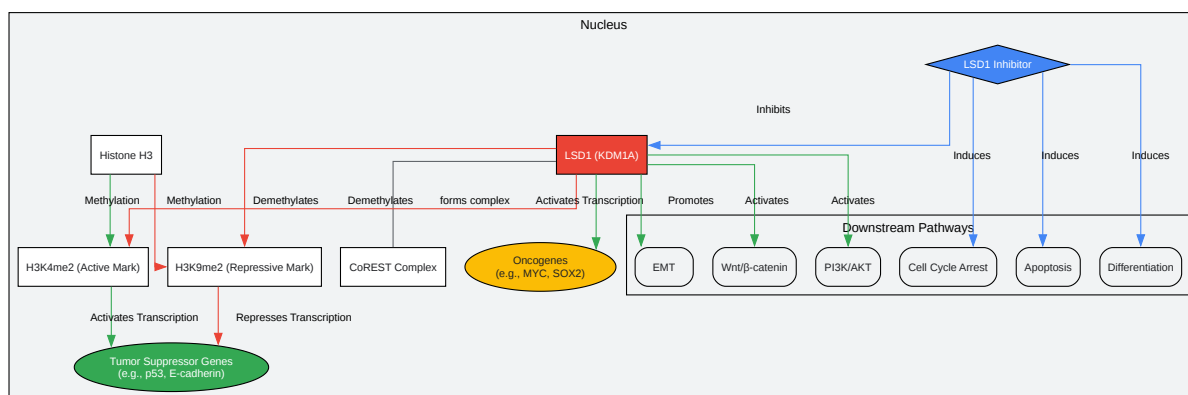 Nucleus
LSD1 Inhibitor
Inhibits
Histone H3
LSD1 (KDM1A)
Induces
Induces
Induces
Methylation
Methylation
Demethylates
Demethylates
forms complex
Activates Transcription
Promotes
Activates
Activates
Downstream Pathways
H3K4me2 (Active Mark)
H3K9me2 (Repressive Mark)
CoREST Complex
Oncogenes
(e.g., MYC, SOX2)
EMT
Wnt/β-catenin
PI3K/AKT
Cell Cycle Arrest
Apoptosis
Differentiation
Activates Transcription
Represses Transcription
Tumor Suppressor Genes
(e.g., p53, E-cadherin)